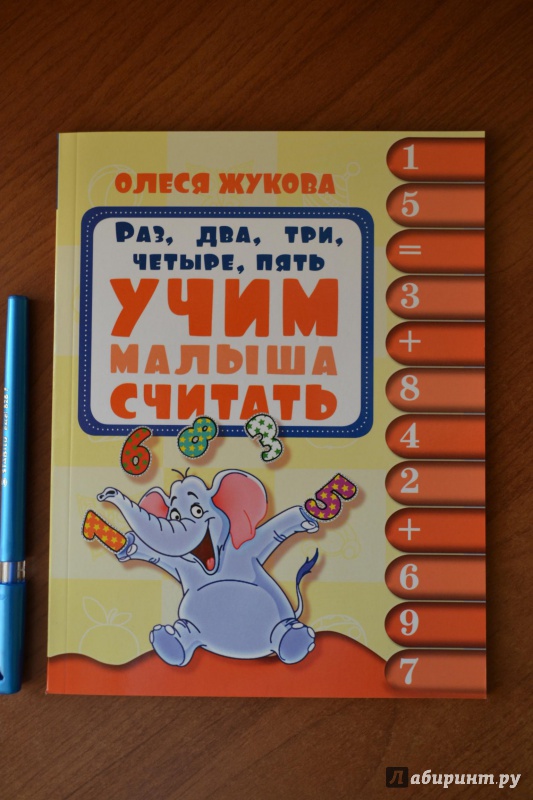 ОЛЕСЯ ЖУКОВА
РАЗ, ДВА, ТРИ,
ЧЕТЫРЕ, ПЯТЬ
УЧИМ
МАЛЫША
СЧИТАТЬ
6 8 3
1 5
1
5
=
3
+
8
4
2
+
6
9
7
Лабиринт.ру